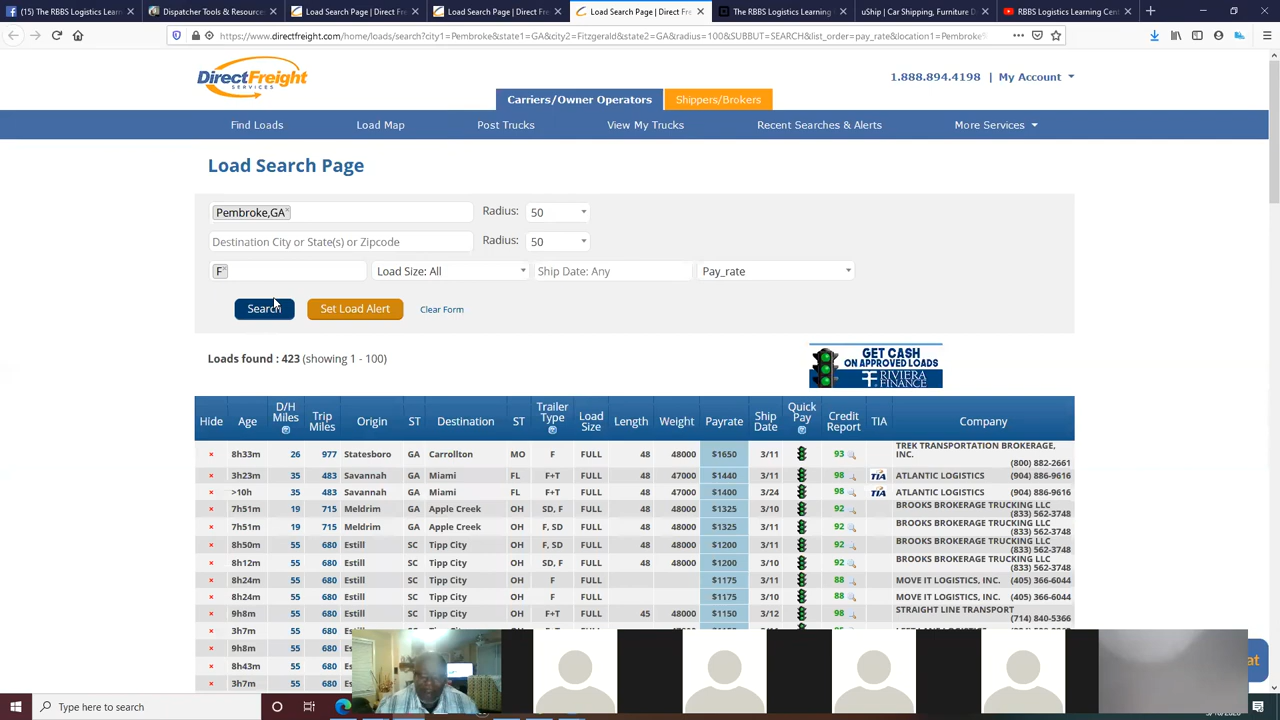 (15) The RBBS Logistics L
Dispatcher Tools & Resource
Load Search Page | Direct Fr
Load Search Page | Direct Fr
Load Search Page | Direct Frei
The RBBS Logistics Learning
uShip | Car Shipping, Furniture D
RBBS Logistics Learning Cent
https://www.directfreight.com/home/loads/search?city1=Pembroke&state1=GA&city2=Fitzgerald&state2=GA&radius=100&SUBBUT=SEARCH&list_order=pay_rate&location1=Pembroke%
DirectFreight
SERVICES
1.888.894.4198 | My Account
Carriers/Owner Operators
Shippers/Brokers
Find Loads Load Map Post Trucks View My Trucks Recent Searches & Alerts More Services
Load Search Page
Pembroke,GA× Radius: 50
Destination City or State(s) or Zipcode Radius: 50
F× Load Size: All Ship Date: Any Pay_rate
Search Set Load Alert Clear Form
Loads found : 423 (showing 1 - 100)
GET CASH
ON APPROVED LOADS
RIVIERA
FINANCE
Hide Age D/H Miles Trip Miles Origin ST Destination ST Trailer Type Load Size Length Weight Payrate Ship Date Quick Pay Credit Report TIA Company
× 8h33m 26 977 Statesboro GA Carrollton MO F FULL 48 48000 $1650 3/11 93 TREK TRANSPORTATION BROKERAGE, INC. (800) 882-2661
× 3h23m 35 483 Savannah GA Miami FL F+T FULL 48 47000 $1440 3/11 98 TIA ATLANTIC LOGISTICS (904) 886-9616
× >10h 35 483 Savannah GA Miami FL F+T FULL 48 47000 $1400 3/24 98 TIA ATLANTIC LOGISTICS (904) 886-9616
× 7h51m 19 715 Meldrim GA Apple Creek OH SD, F FULL 48 48000 $1325 3/10 92 BROOKS BROKERAGE TRUCKING LLC (833) 562-3748
× 7h51m 19 715 Meldrim GA Apple Creek OH F, SD FULL 48 48000 $1325 3/11 92 BROOKS BROKERAGE TRUCKING LLC (833) 562-3748
× 8h50m 55 680 Estill SC Tipp City OH F, SD FULL 48 48000 $1200 3/11 92 BROOKS BROKERAGE TRUCKING LLC (833) 562-3748
× 8h12m 55 680 Estill SC Tipp City OH SD, F FULL 48 48000 $1200 3/10 92 BROOKS BROKERAGE TRUCKING LLC (833) 562-3748
× 8h24m 55 680 Estill SC Tipp City OH F FULL $1175 3/11 88 MOVE IT LOGISTICS, INC. (405) 366-6044
× 8h24m 55 680 Estill SC Tipp City OH F FULL $1175 3/10 88 MOVE IT LOGISTICS, INC. (405) 366-6044
× 9h8m 55 680 Estill SC Tipp City OH F+T FULL 45 48000 $1150 3/12 98 STRAIGHT LINE TRANSPORT (714) 840-5366
× 3h7m 55 680 Estill SC Tipp City OH
× 9h8m 55 680
× 8h43m 55 680
× 3h7m 55 680
Type here to search